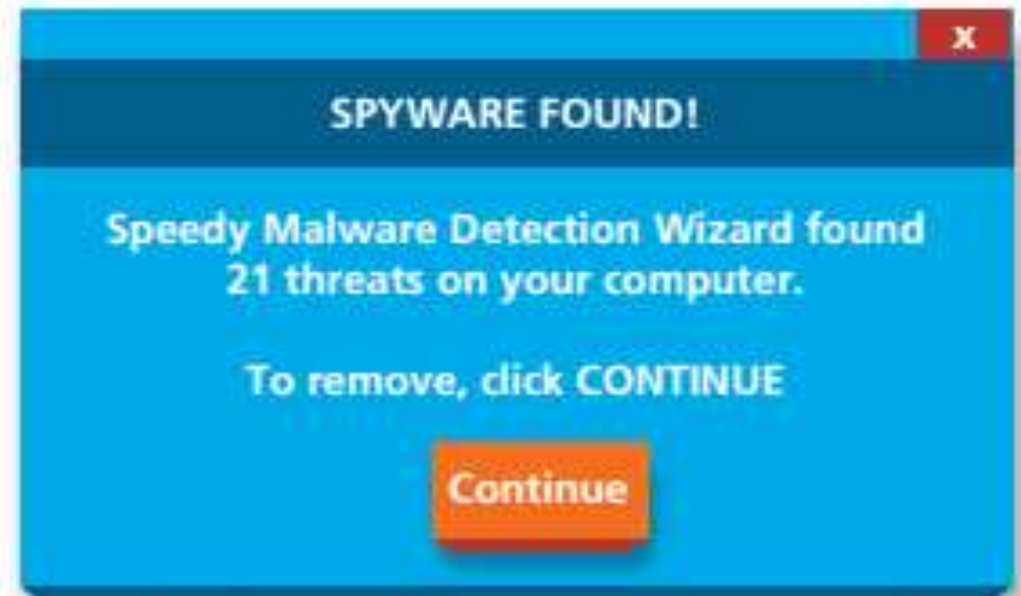 x
SPYWARE FOUND!
Speedy Malware Detection Wizard found
21 threats on your computer.
To remove, click CONTINUE
Continue